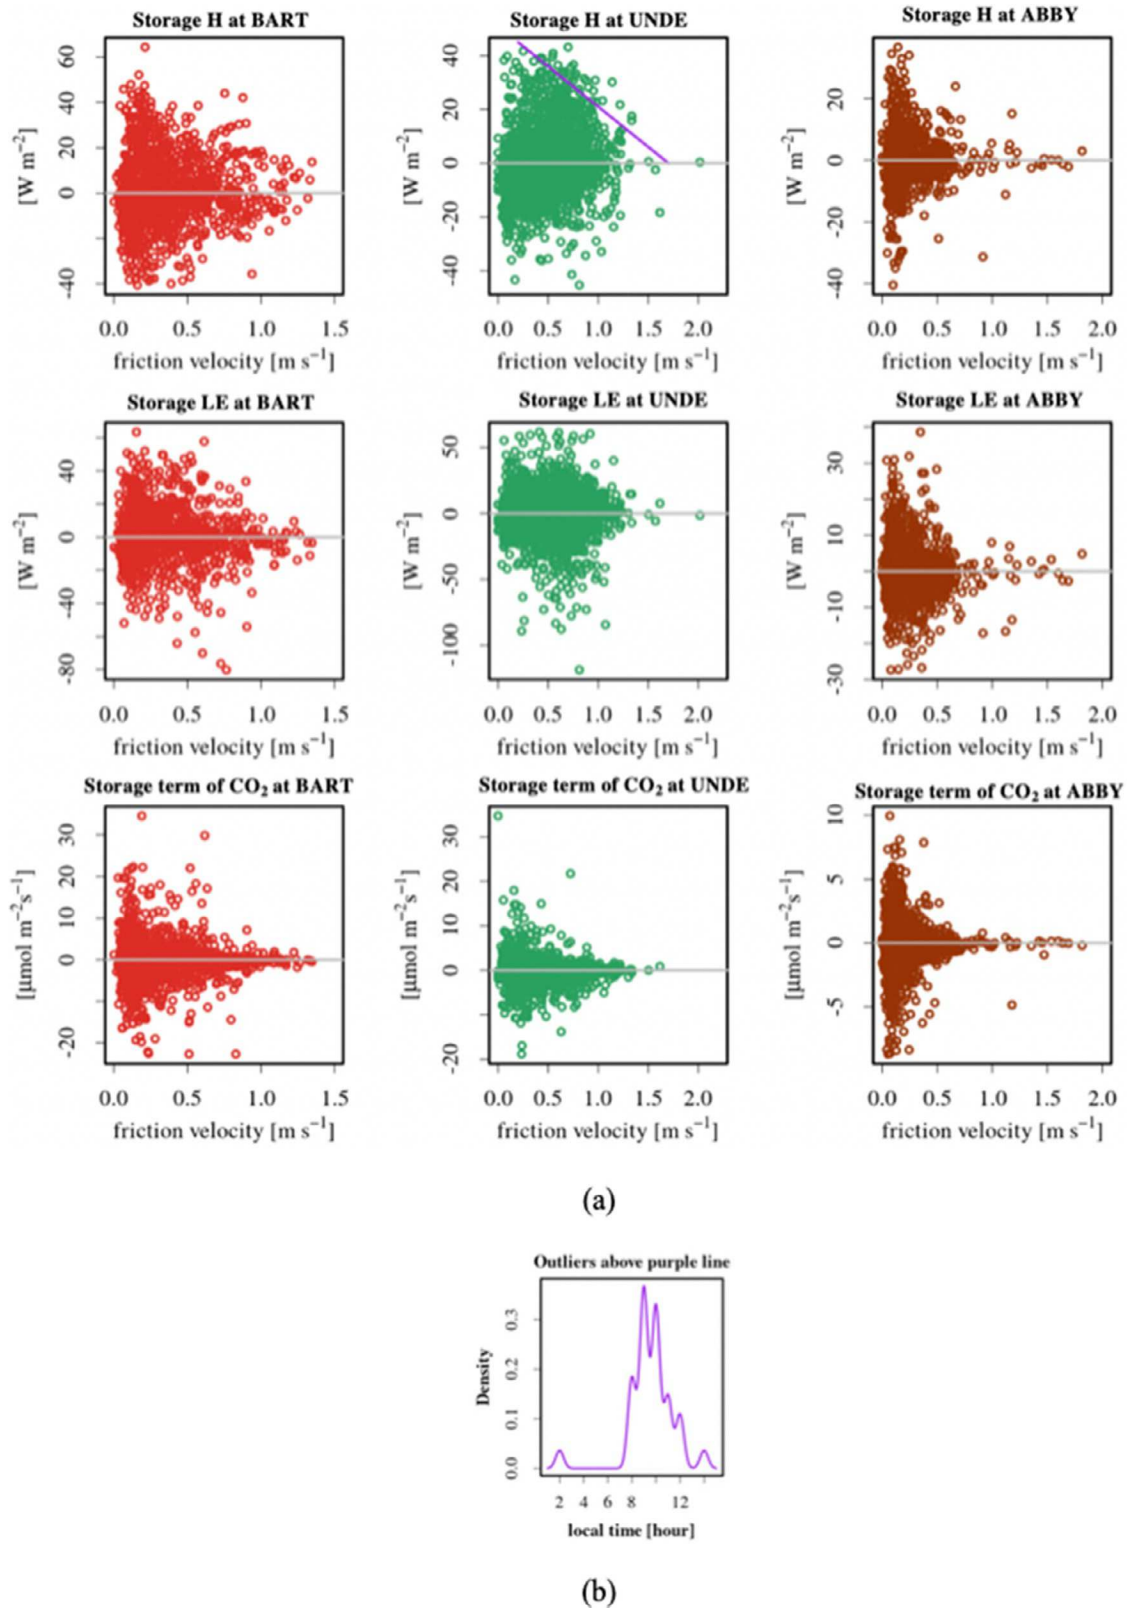 Storage H at BART
Storage H at UNDE
Storage H at ABBY
[W m⁻²]
60
40
20
0
-40
0.0 0.5 1.0 1.5
friction velocity [m s⁻¹]
[W m⁻²]
40
20
0
-20
-40
0.0 0.5 1.0 1.5 2.0
friction velocity [m s⁻¹]
[W m⁻²]
20
0
-20
-40
0.0 0.5 1.0 1.5 2.0
friction velocity [m s⁻¹]
Storage LE at BART
Storage LE at UNDE
Storage LE at ABBY
[W m⁻²]
40
0
-40
-80
0.0 0.5 1.0 1.5
friction velocity [m s⁻¹]
[W m⁻²]
50
0
-50
-100
0.0 0.5 1.0 1.5 2.0
friction velocity [m s⁻¹]
[W m⁻²]
30
10
-10
-30
0.0 0.5 1.0 1.5 2.0
friction velocity [m s⁻¹]
Storage term of CO₂ at BART
Storage term of CO₂ at UNDE
Storage term of CO₂ at ABBY
[μmol m⁻²s⁻¹]
30
20
10
0
-20
0.0 0.5 1.0 1.5
friction velocity [m s⁻¹]
[μmol m⁻²s⁻¹]
30
20
10
0
-20
0.0 0.5 1.0 1.5 2.0
friction velocity [m s⁻¹]
[μmol m⁻²s⁻¹]
10
5
0
-5
0.0 0.5 1.0 1.5 2.0
friction velocity [m s⁻¹]
(a)
Outliers above purple line
Density
0.3
0.2
0.1
0.0
2 4 6 8 12
local time [hour]
(b)